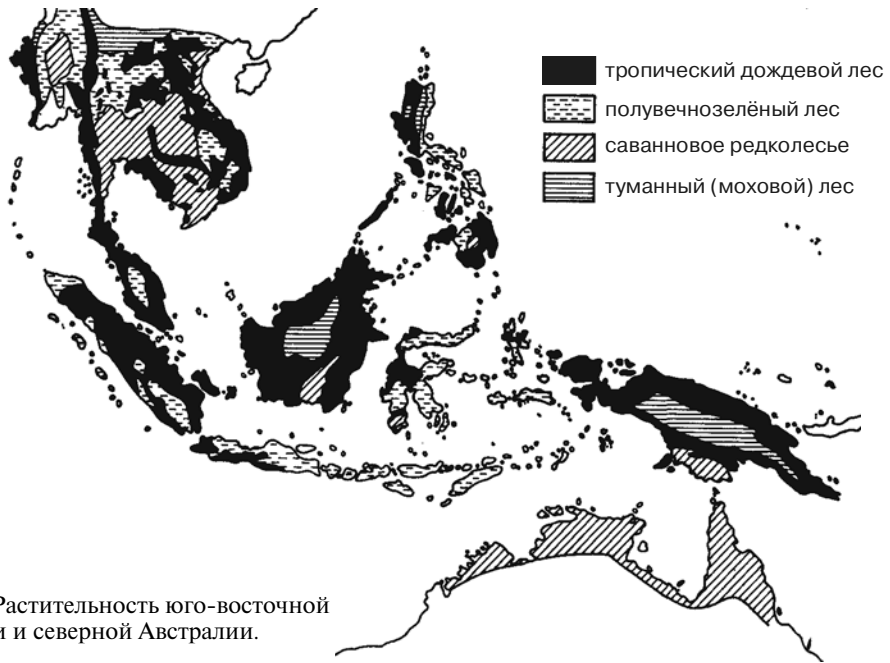 тропический дождевой лес
полувечнозелёный лес
саванновое редколесье
туманный (моховой) лес
Растительность юго-восточной
и и северной Австралии.